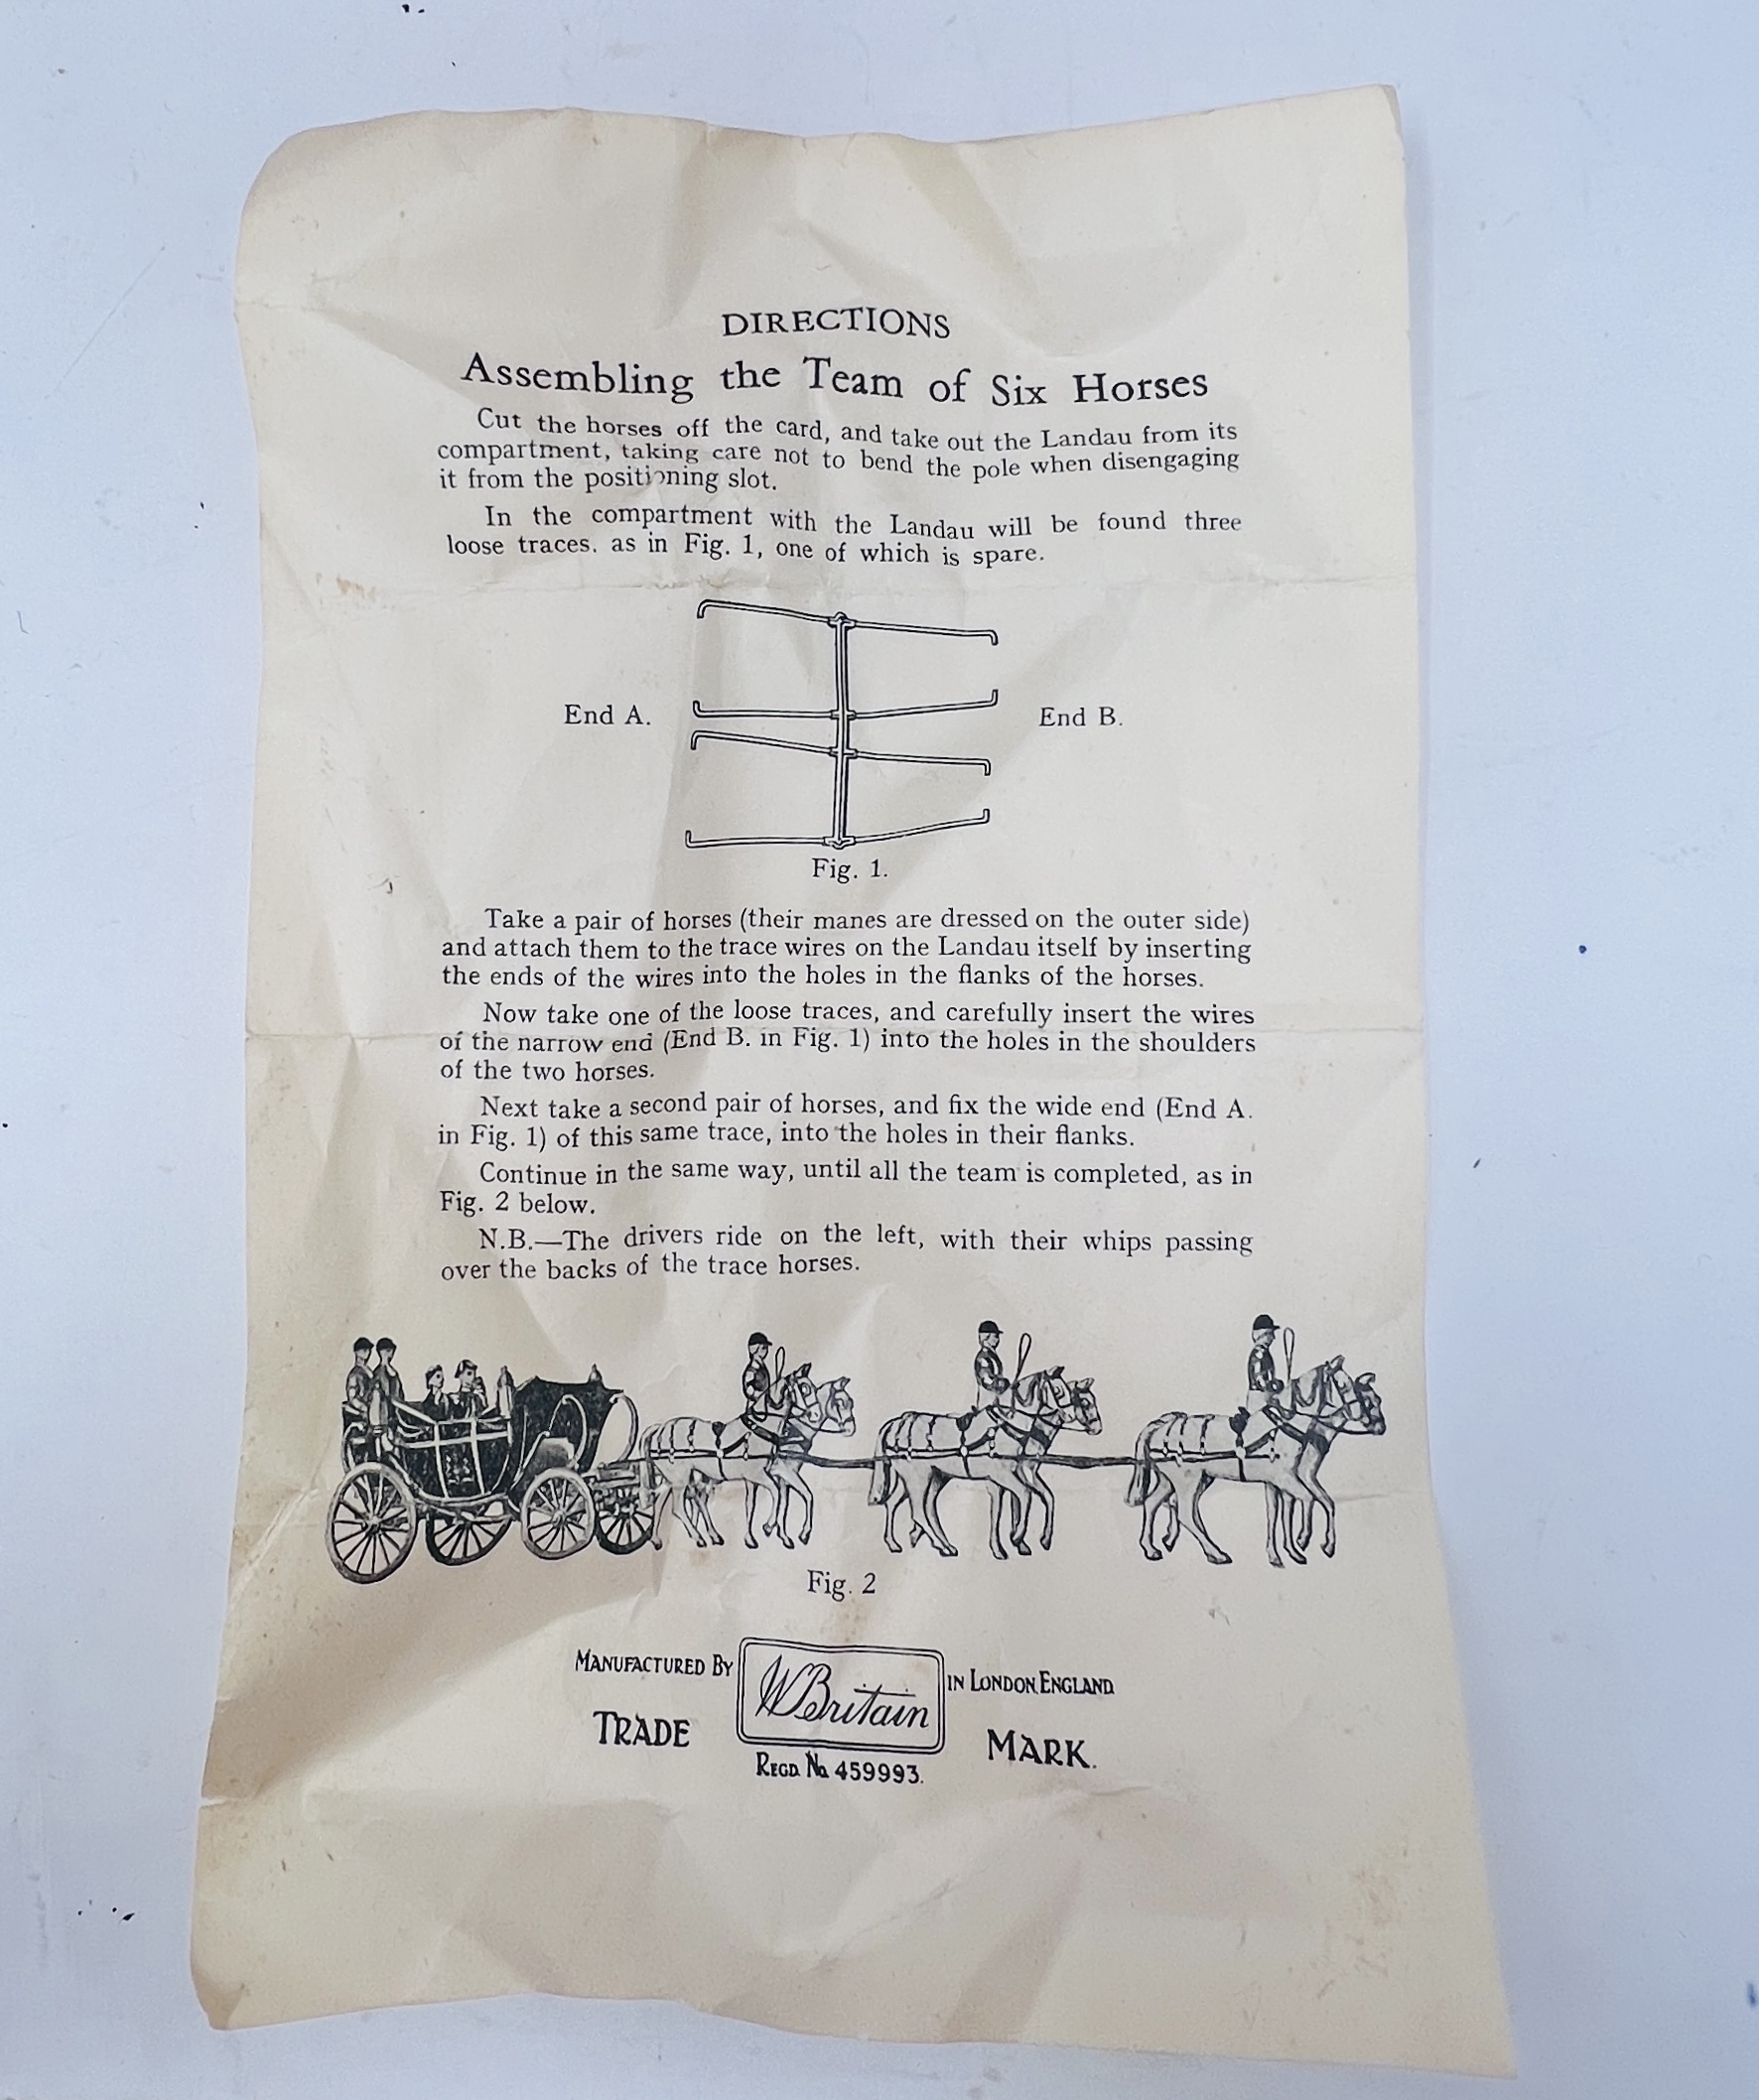 DIRECTIONS
Assembling the Team of Six Horses
Cut the horses off the card, and take out the Landau from its
compartment, taking care not to bend the pole when disengaging
it from the positioning slot.
In the compartment with the Landau will be found three
loose traces. as in Fig. 1, one of which is spare.
End A.
End B.
Fig. 1.
Take a pair of horses (their manes are dressed on the outer side)
and attach them to the trace wires on the Landau itself by inserting
the ends of the wires into the holes in the flanks of the horses.
Now take one of the loose traces, and carefully insert the wires
of the narrow end (End B. in Fig. 1) into the holes in the shoulders
of the two horses.
Next take a second pair of horses, and fix the wide end (End A.
in Fig. 1) of this same trace, into the holes in their flanks.
Continue in the same way, until all the team is completed, as in
Fig. 2 below.
N.B.—The drivers ride on the left, with their whips passing
over the backs of the trace horses.
Fig. 2
MANUFACTURED BY WBritain IN LONDON, ENGLAND
TRADE MARK.
REGD. No. 459993.